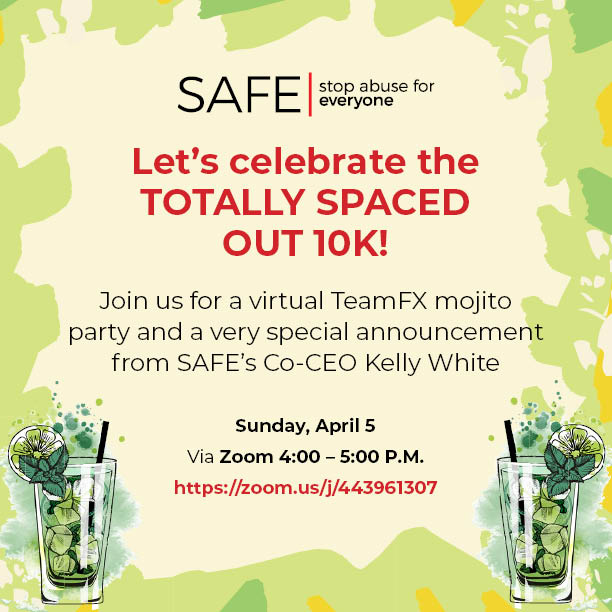 SAFE
stop abuse for
everyone
Let's celebrate the
TOTALLY SPACED
OUT 10K!
Join us for a virtual TeamFX mojito
party and a very special announcement
from SAFE's Co-CEO Kelly White
Sunday, April 5
Via Zoom 4:00 – 5:00 P.M.
https://zoom.us/j/443961307